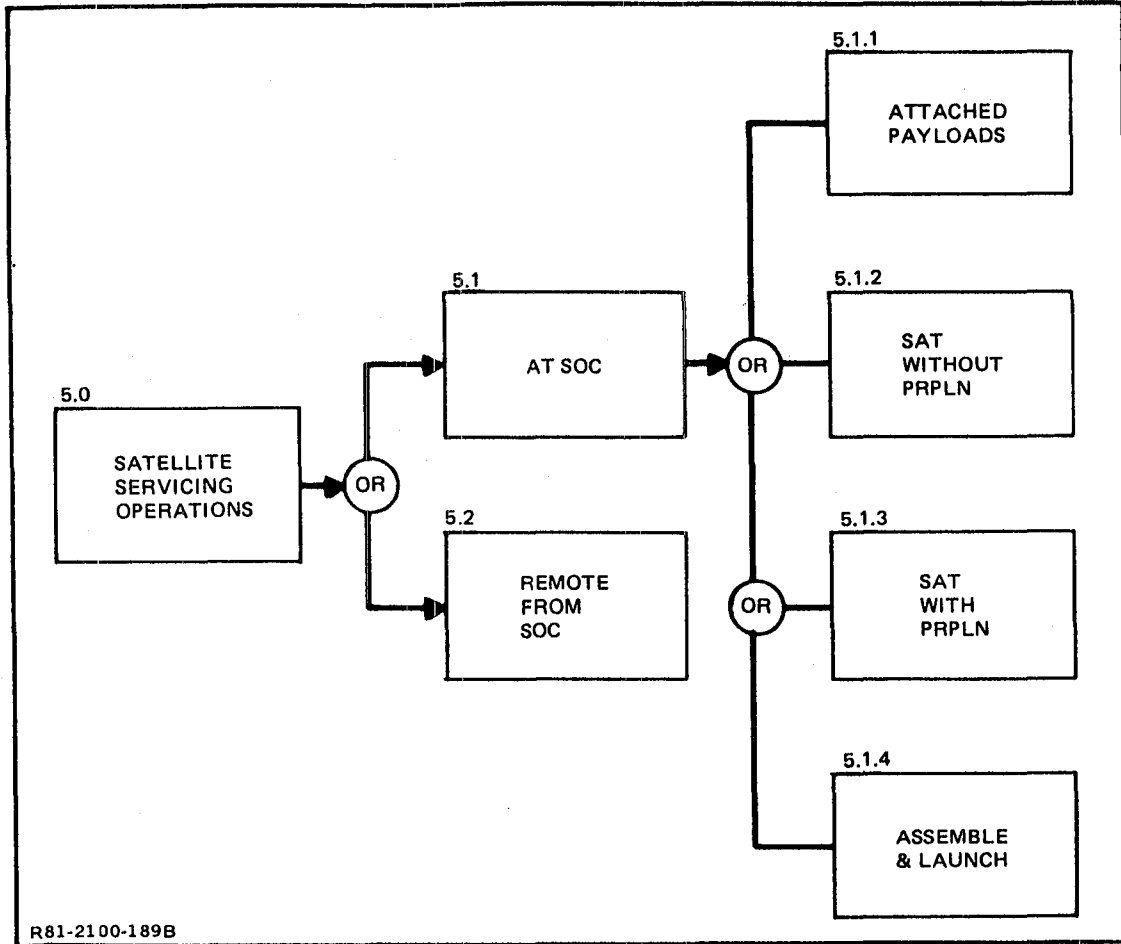 5.0
SATELLITE
SERVICING
OPERATIONS
OR
5.1
AT SOC
5.2
REMOTE
FROM
SOC
OR
OR
5.1.1
ATTACHED
PAYLOADS
5.1.2
SAT
WITHOUT
PRPLN
5.1.3
SAT
WITH
PRPLN
5.1.4
ASSEMBLE
& LAUNCH
R81-2100-189B